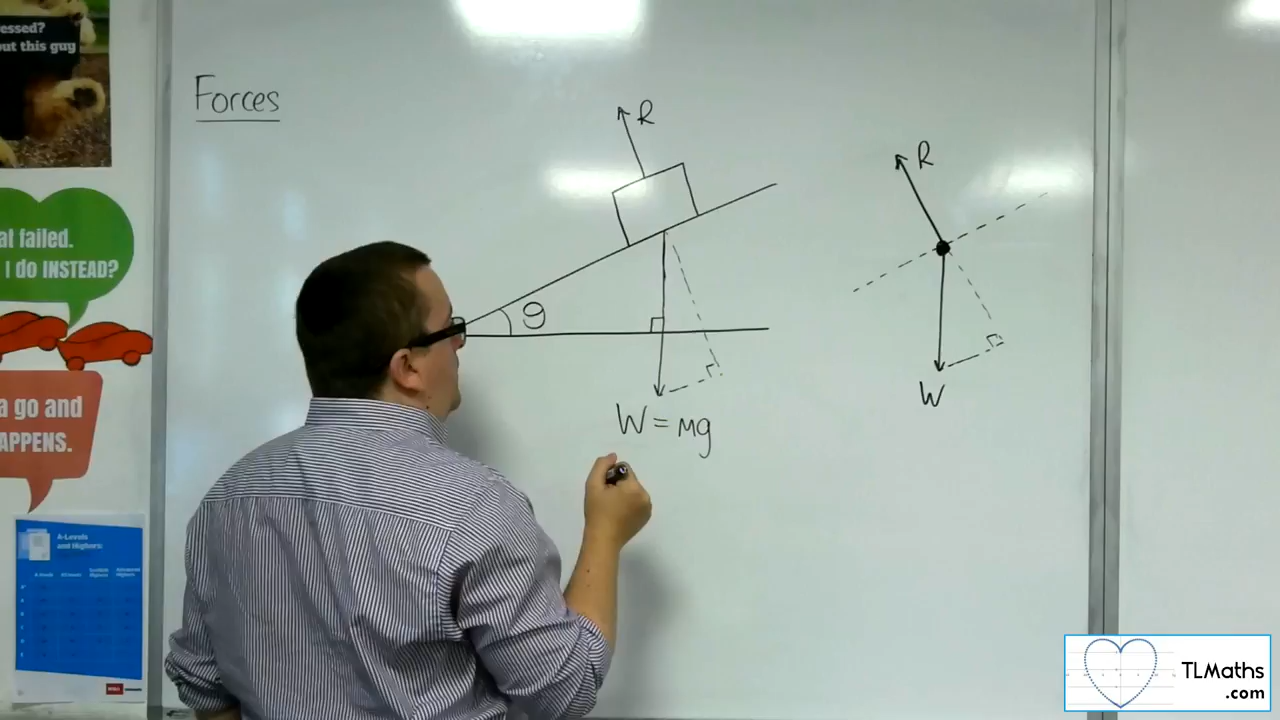 essed?
out this guy
Forces
R
R
al failed.
I do INSTEAD?
θ
W = mg
W
a go and
APPENS.
A-Levels
and Highers:
TLMaths
.com